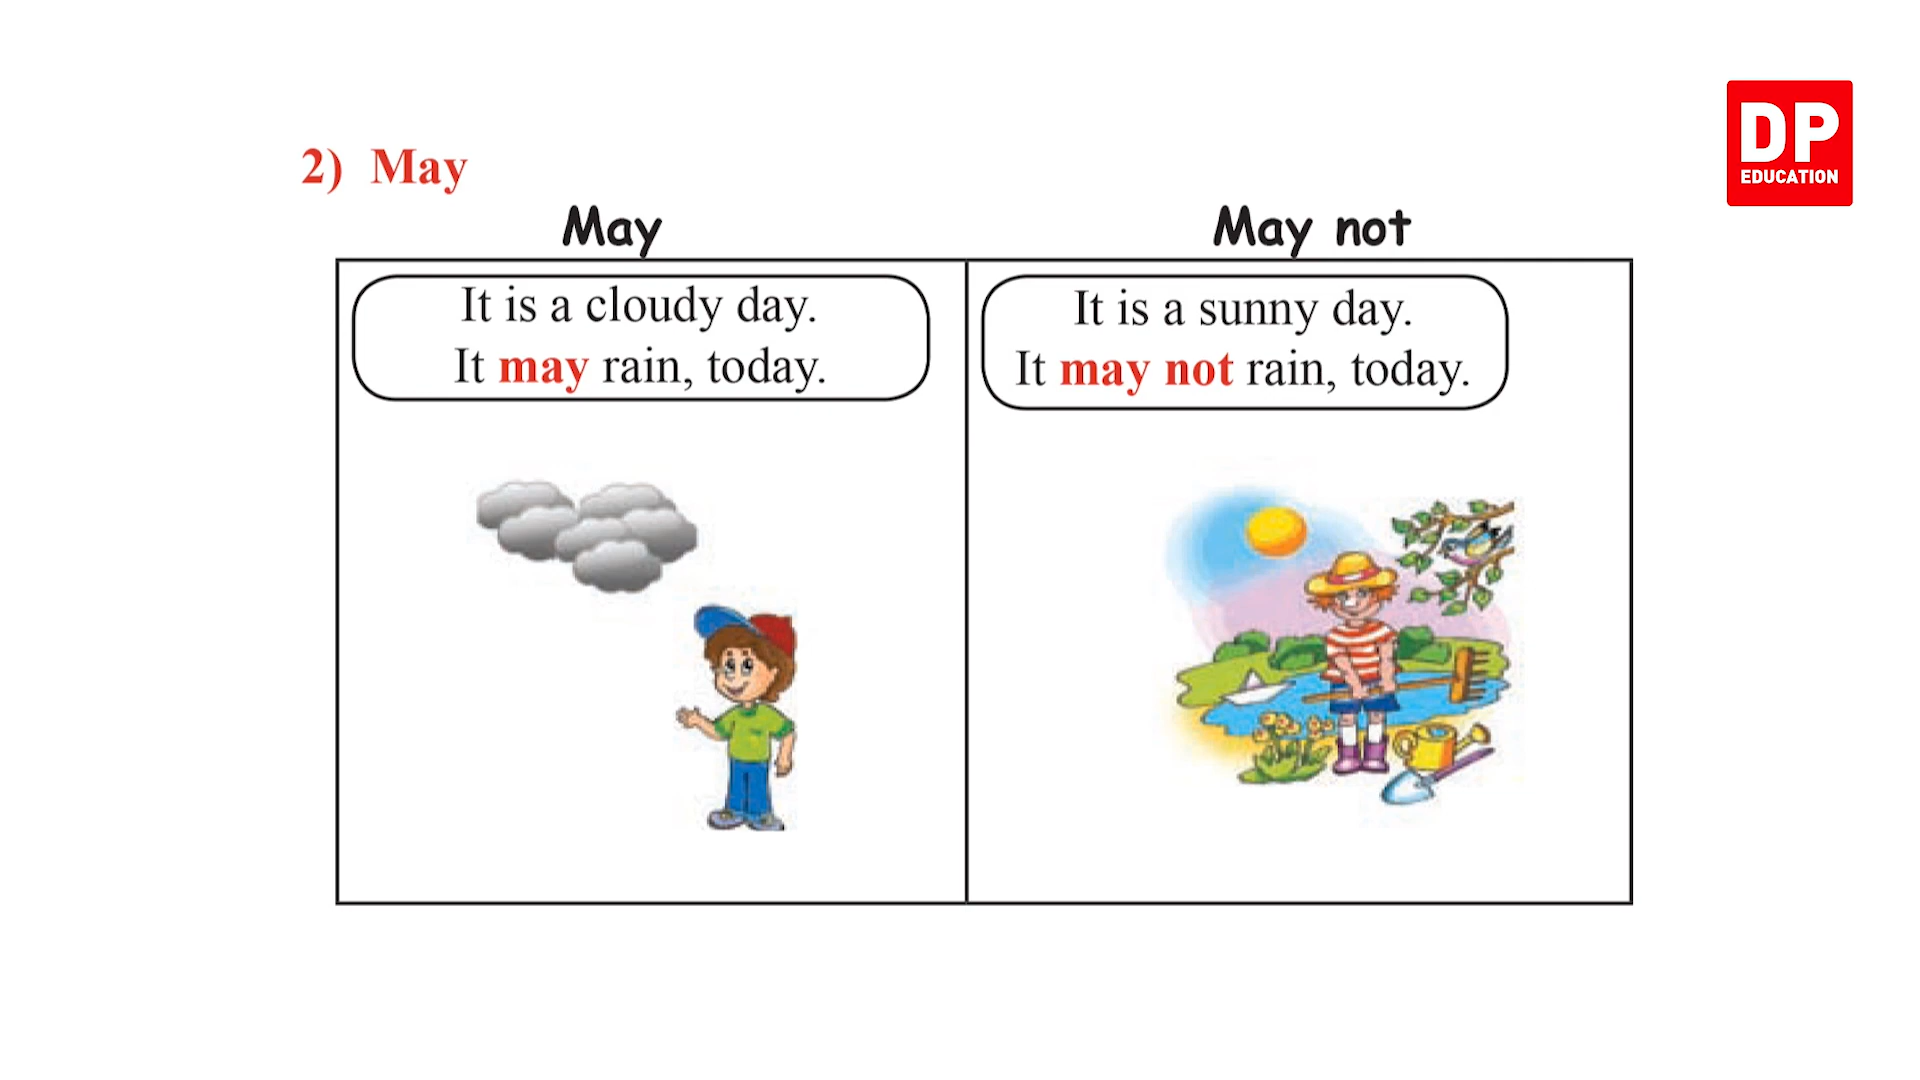 DP
EDUCATION
2) May
May
May not
It is a cloudy day.
It may rain, today.
It is a sunny day.
It may not rain, today.